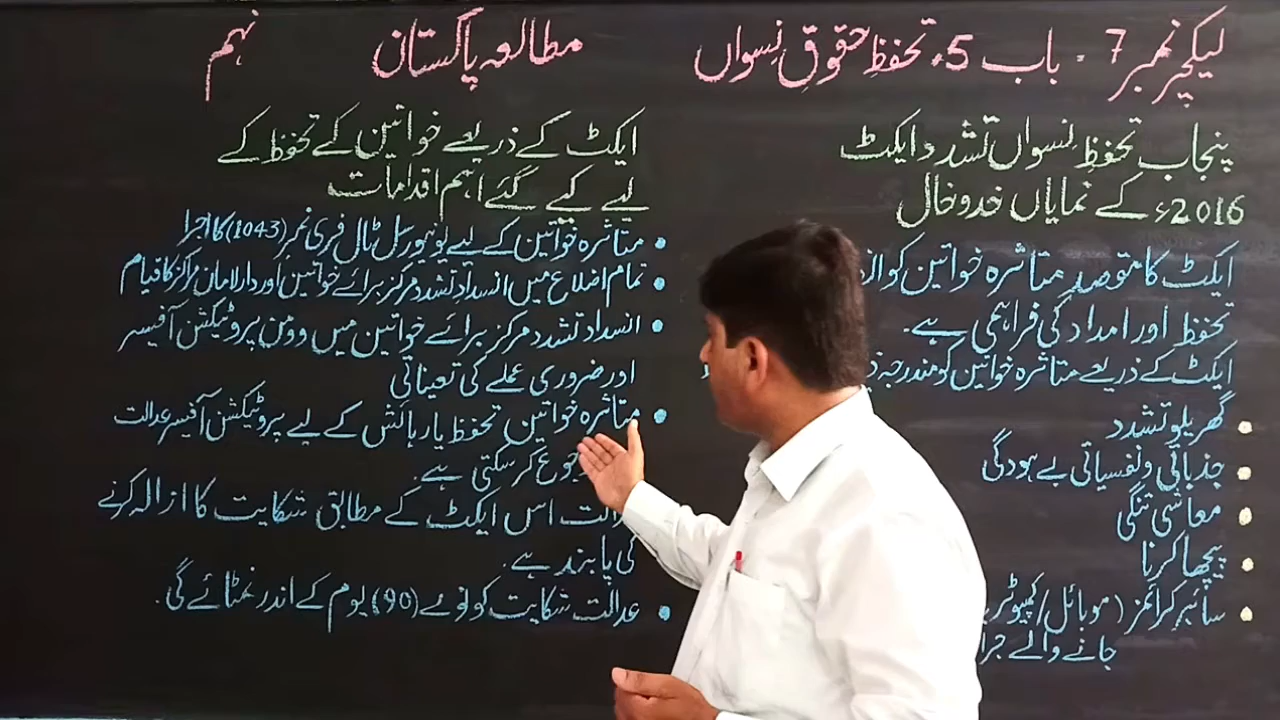 لیکچر نمبر 7 - باب 5، تحفظِ حقوقِ نِسواں مطالعہ پاکستان نہم
پنجاب تحفظِ نسواں تشدد ایکٹ
2016ء کے نمایاں خدوخال
ایکٹ کا مقصد متاثرہ خواتین کو
تحفظ اور امداد کی فراہمی ہے۔
ایکٹ کے ذریعے متاثرہ خواتین کو مندرجہ
• گھریلو تشدد
• جذباتی و نفسیاتی بے ہودگی
• معاشی تنگی
• پیچھا کرنا
• سائبر کرائمز (موبائل/کمپیوٹر
جانے والے
ایکٹ کے ذریعے خواتین کے تحفظ کے
لیے کیے گئے اہم اقدامات
• متاثرہ خواتین کے لیے یونیورسل ٹال فری نمبر (1043) کا اجرا
• تمام اضلاع میں انسدادِ تشدد مرکز برائے خواتین اور دارالامان مراکز کا قیام
• انسداد تشدد مرکز برائے خواتین میں وومن پروٹیکشن آفیسر
اور ضروری عملے کی تعیناتی
• متاثرہ خواتین تحفظ یا رہائش کے لیے پروٹیکشن آفیسر عدالت
کر سکتی ہے۔
اس ایکٹ کے مطابق شکایت کا ازالہ کرنے
کی پابند ہے۔
• عدالت شکایت کو نوے (90) یوم کے اندر نمٹائے گی۔